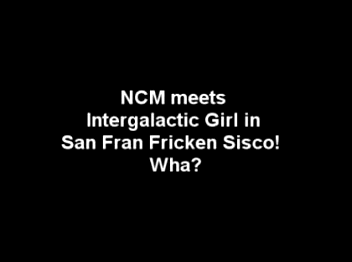 NCM meets
Intergalactic Girl in
San Fran Fricken Sisco!
Wha?